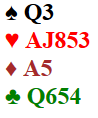 ♠ Q3
♥ AJ853
♦ A5
♣ Q654